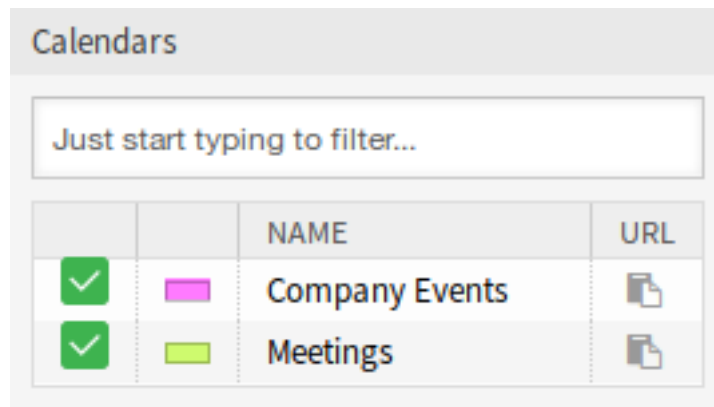 Calendars
Just start typing to filter...
NAME URL
Company Events
Meetings